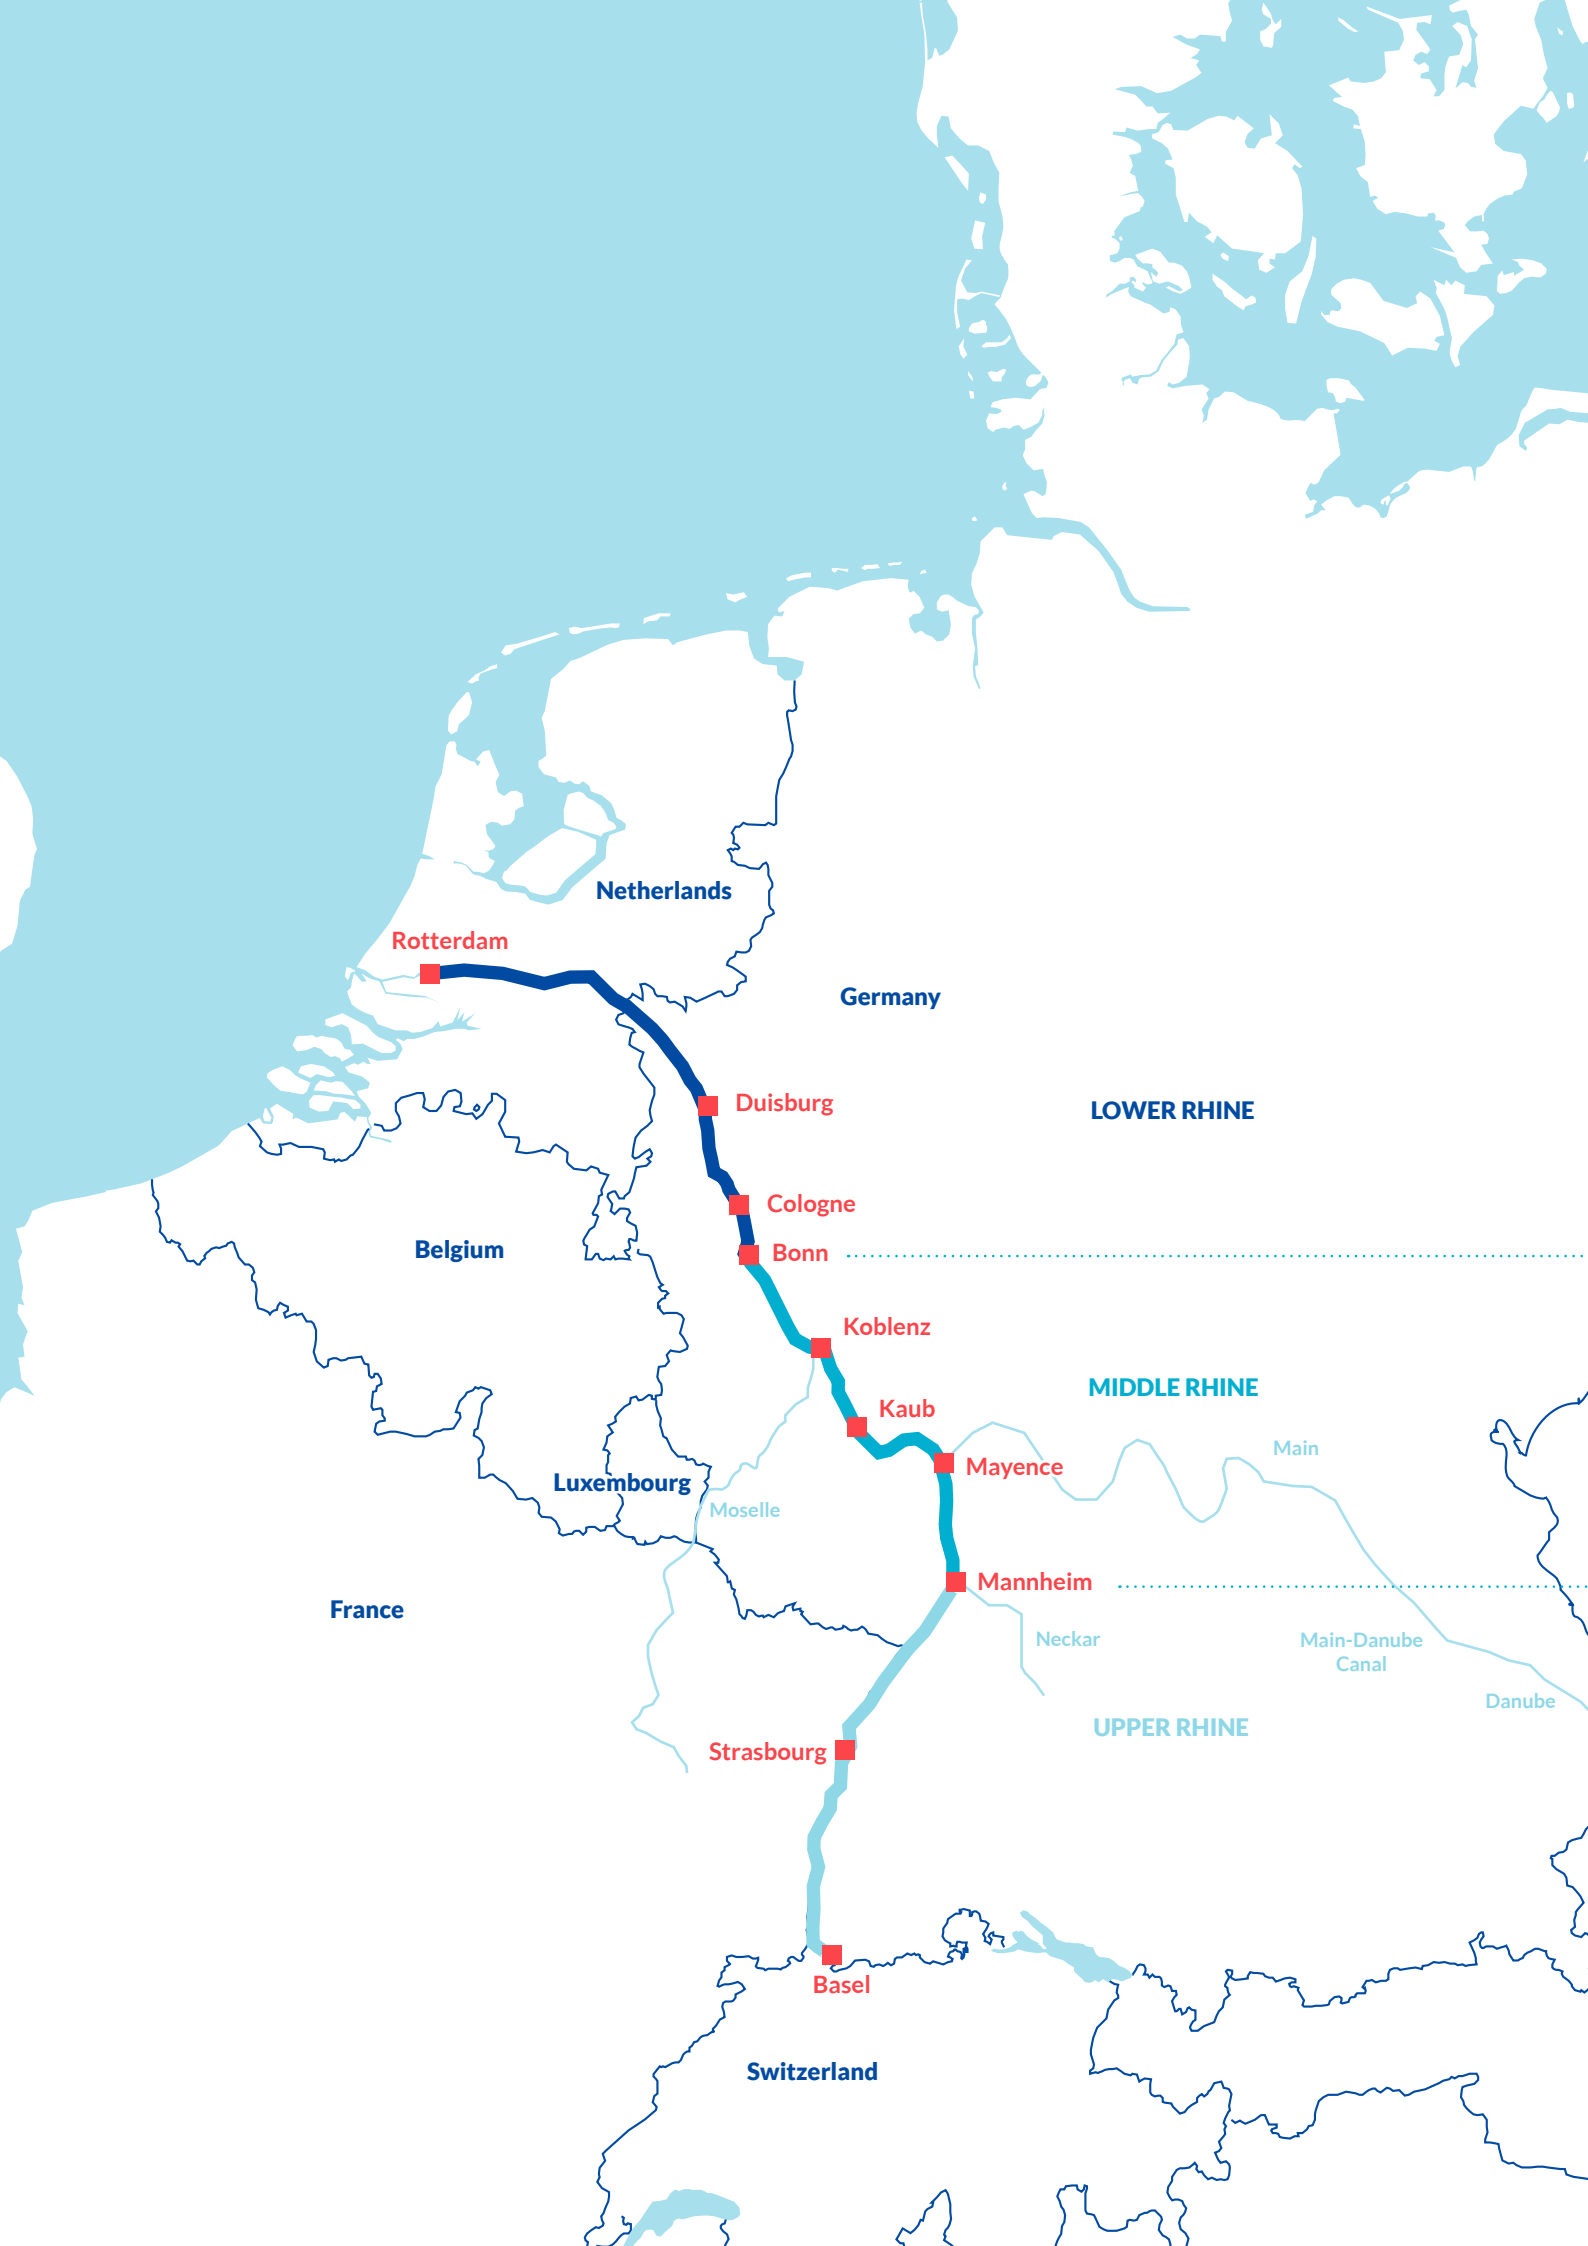 Netherlands
Rotterdam
Germany
Duisburg
LOWER RHINE
Cologne
Belgium
Bonn
Koblenz
MIDDLE RHINE
Kaub
Main
Mayence
Luxembourg
Moselle
Mannheim
France
Neckar
Main-Danube
Canal
Danube
UPPER RHINE
Strasbourg
Basel
Switzerland